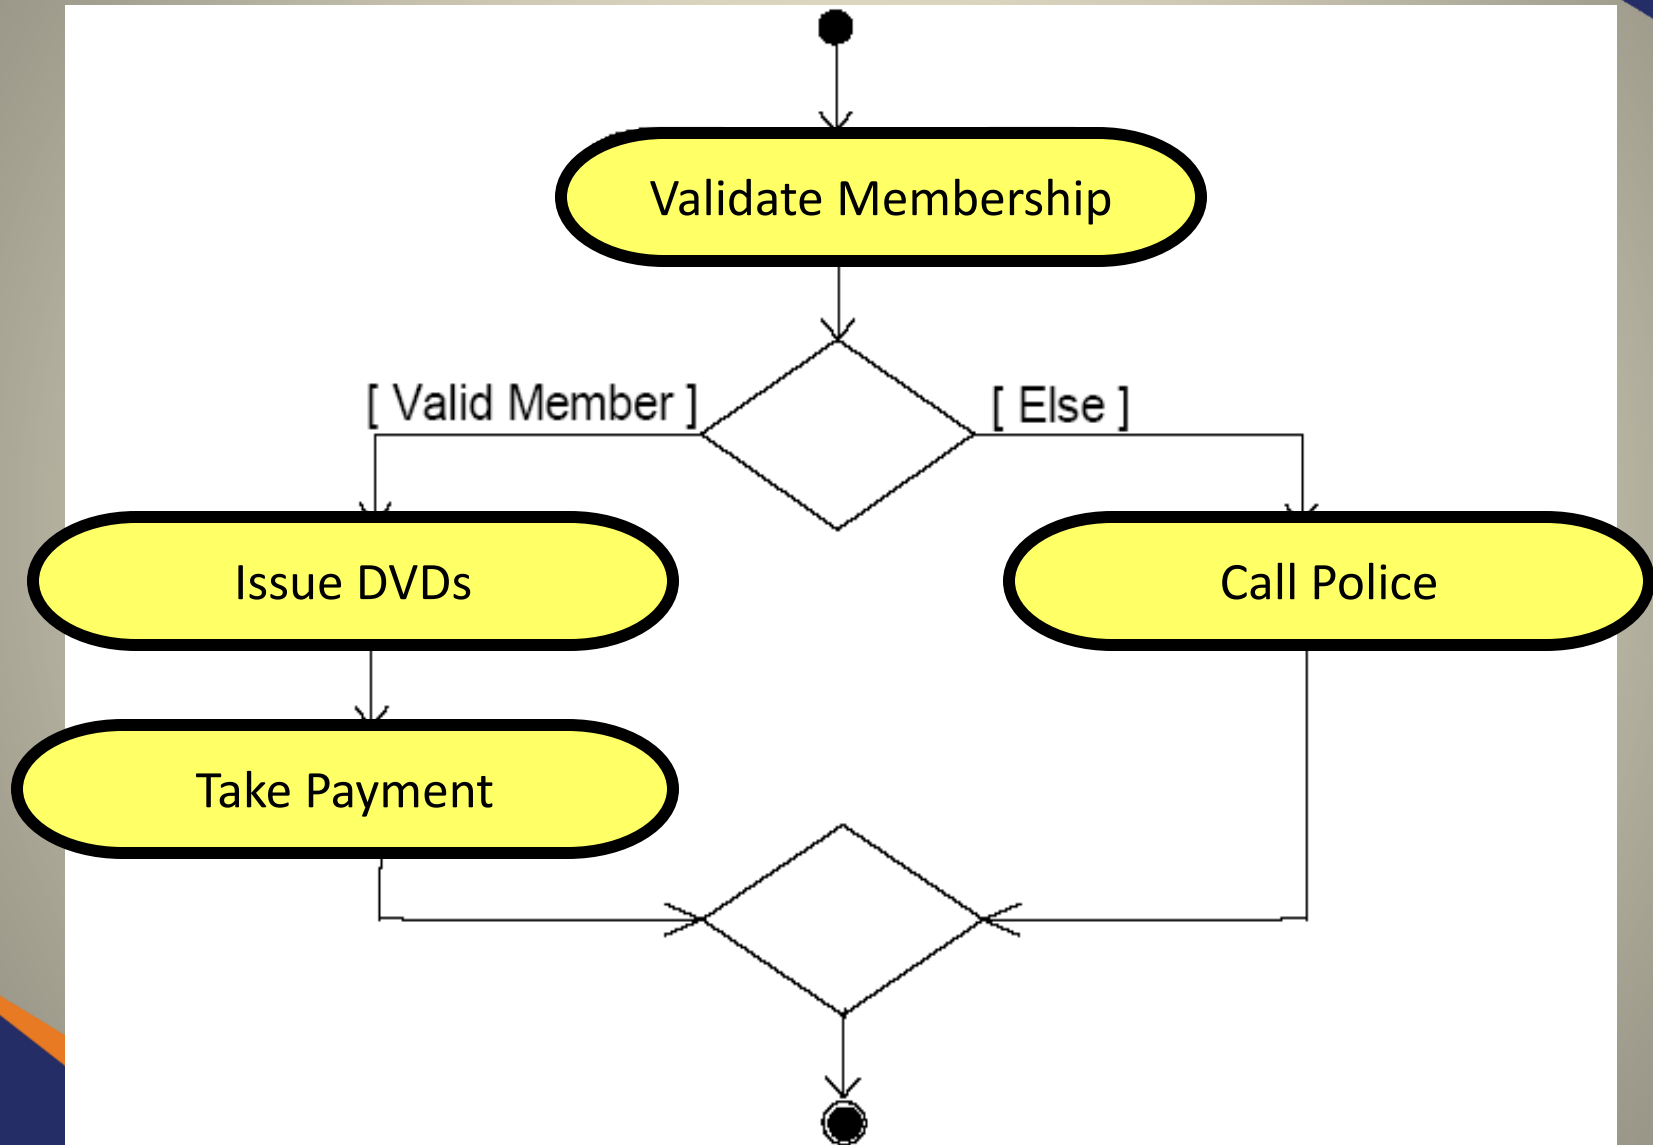 Validate Membership
[ Valid Member ]
[ Else ]
Issue DVDs
Call Police
Take Payment